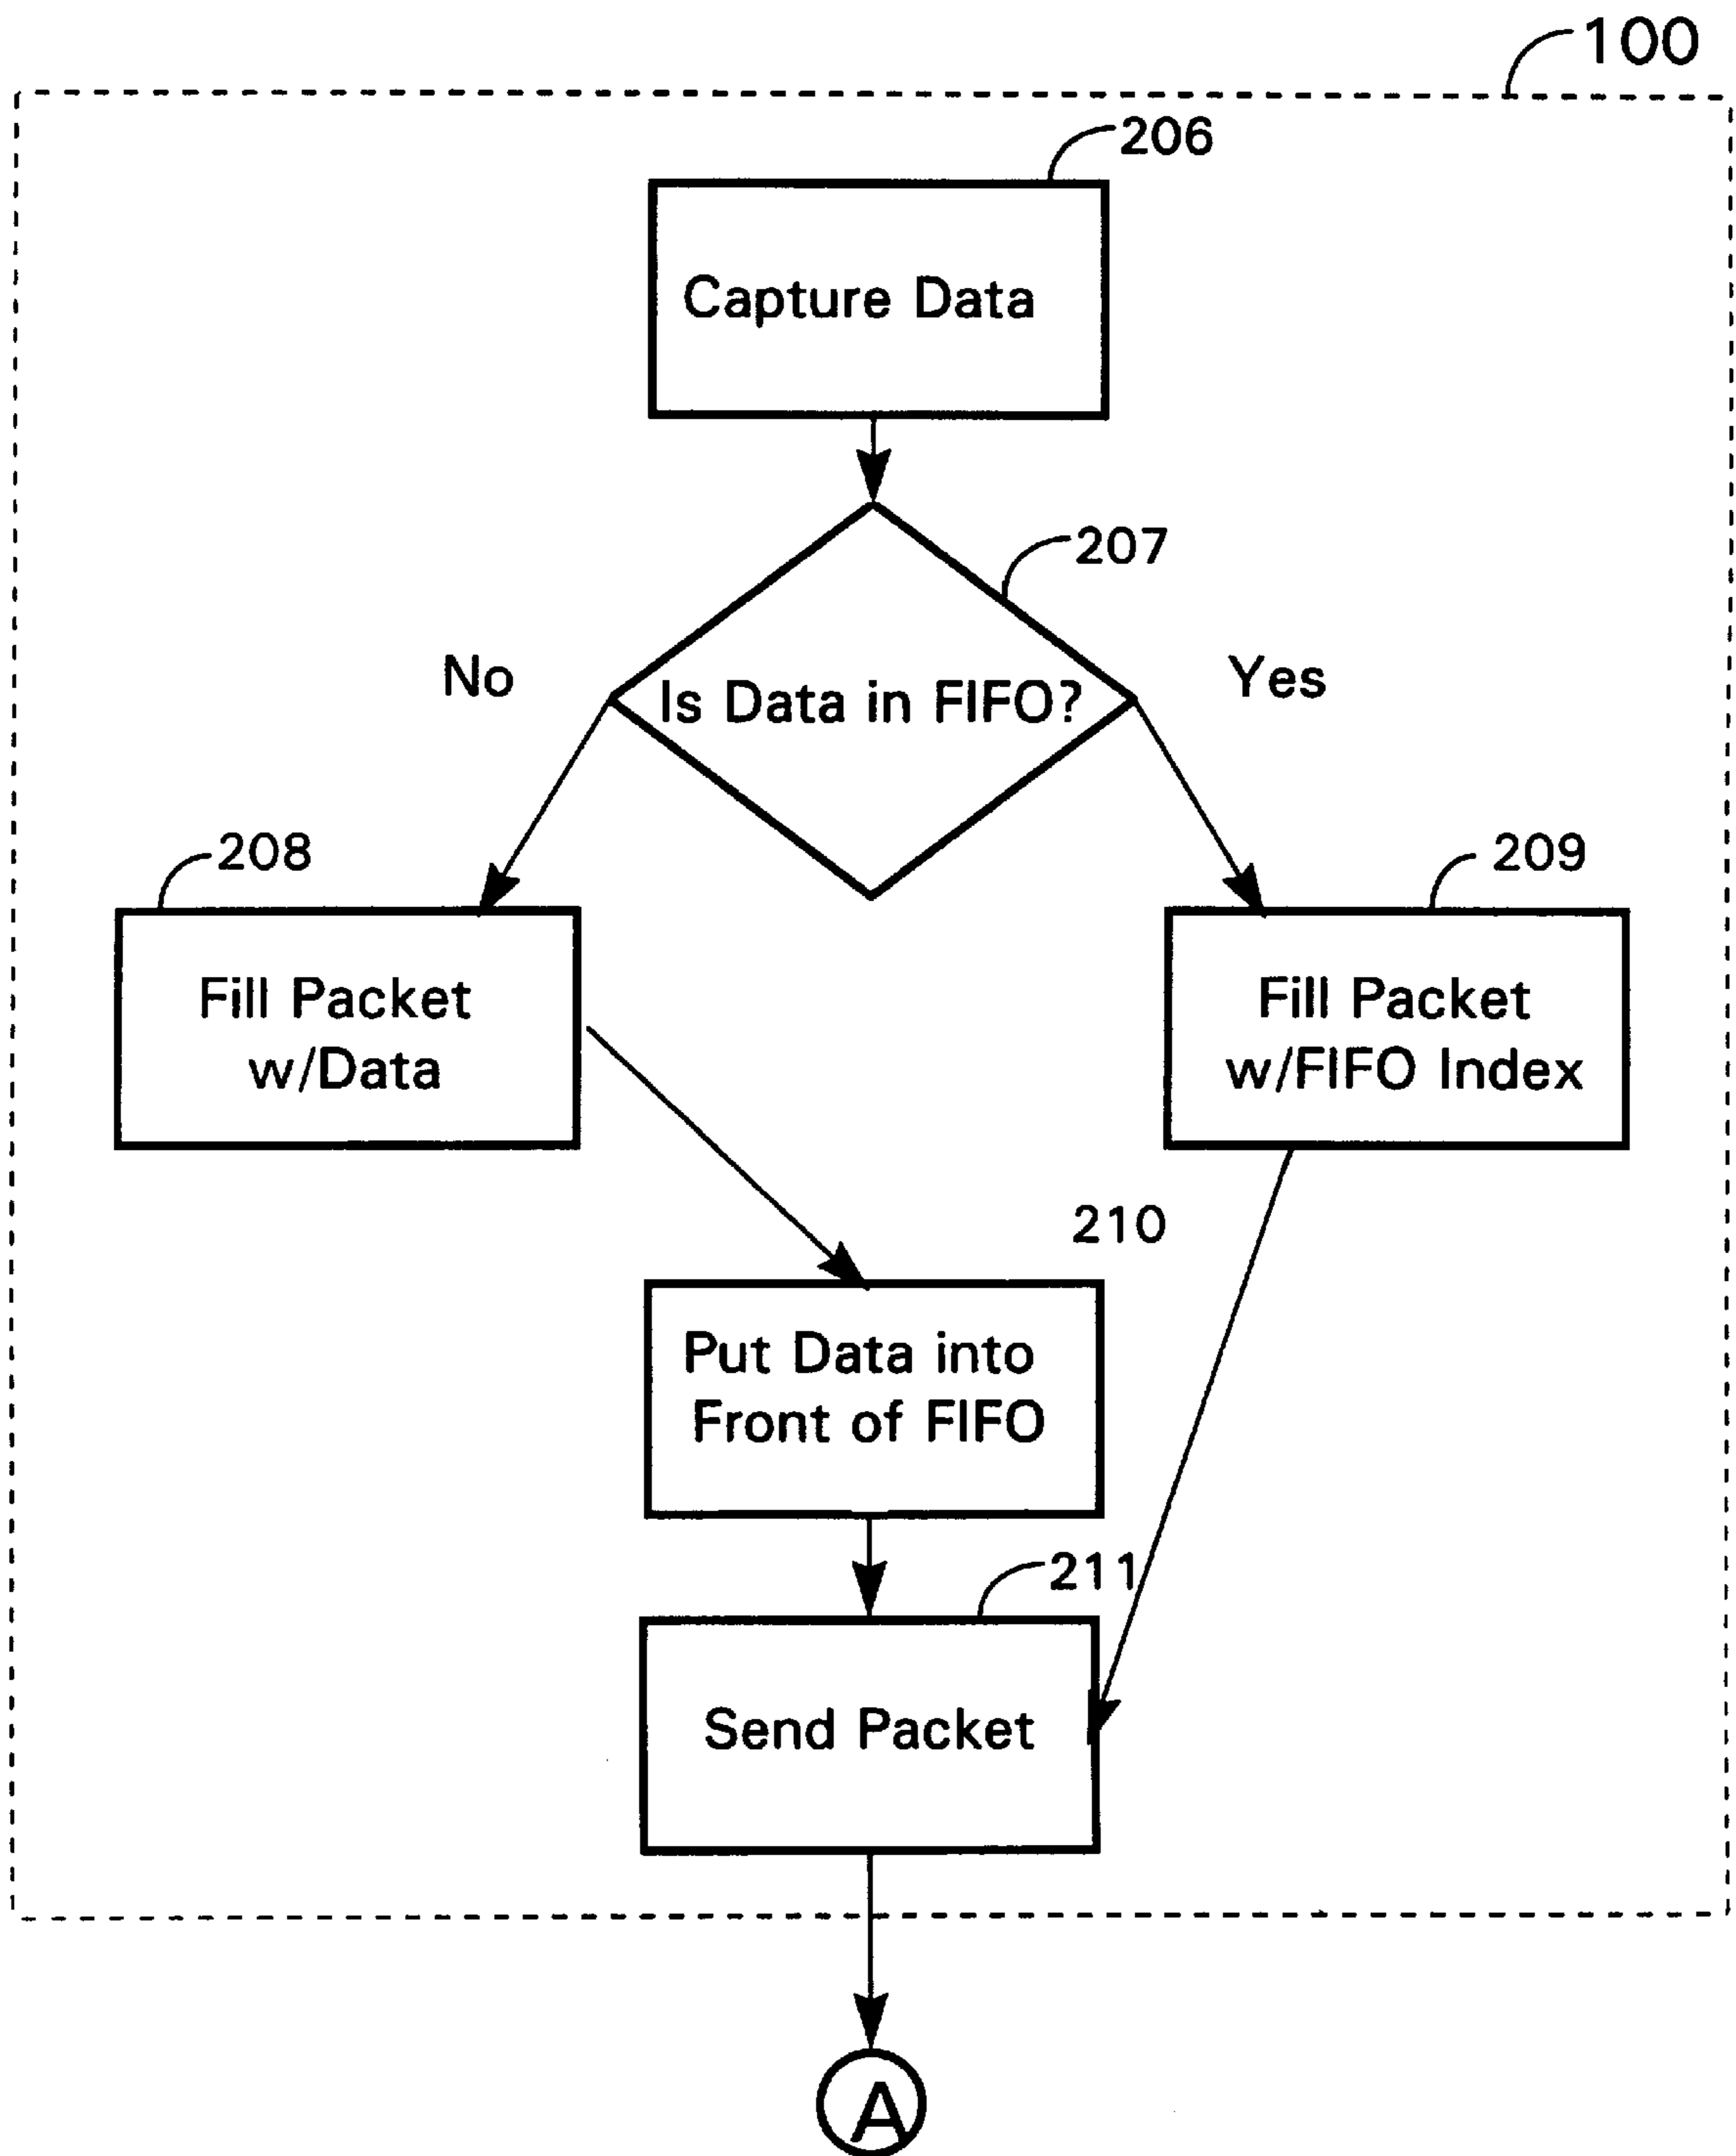 100
206
Capture Data
207
No
Is Data in FIFO?
Yes
208
209
Fill Packet
w/Data
Fill Packet
w/FIFO Index
210
Put Data into
Front of FIFO
211
Send Packet
A